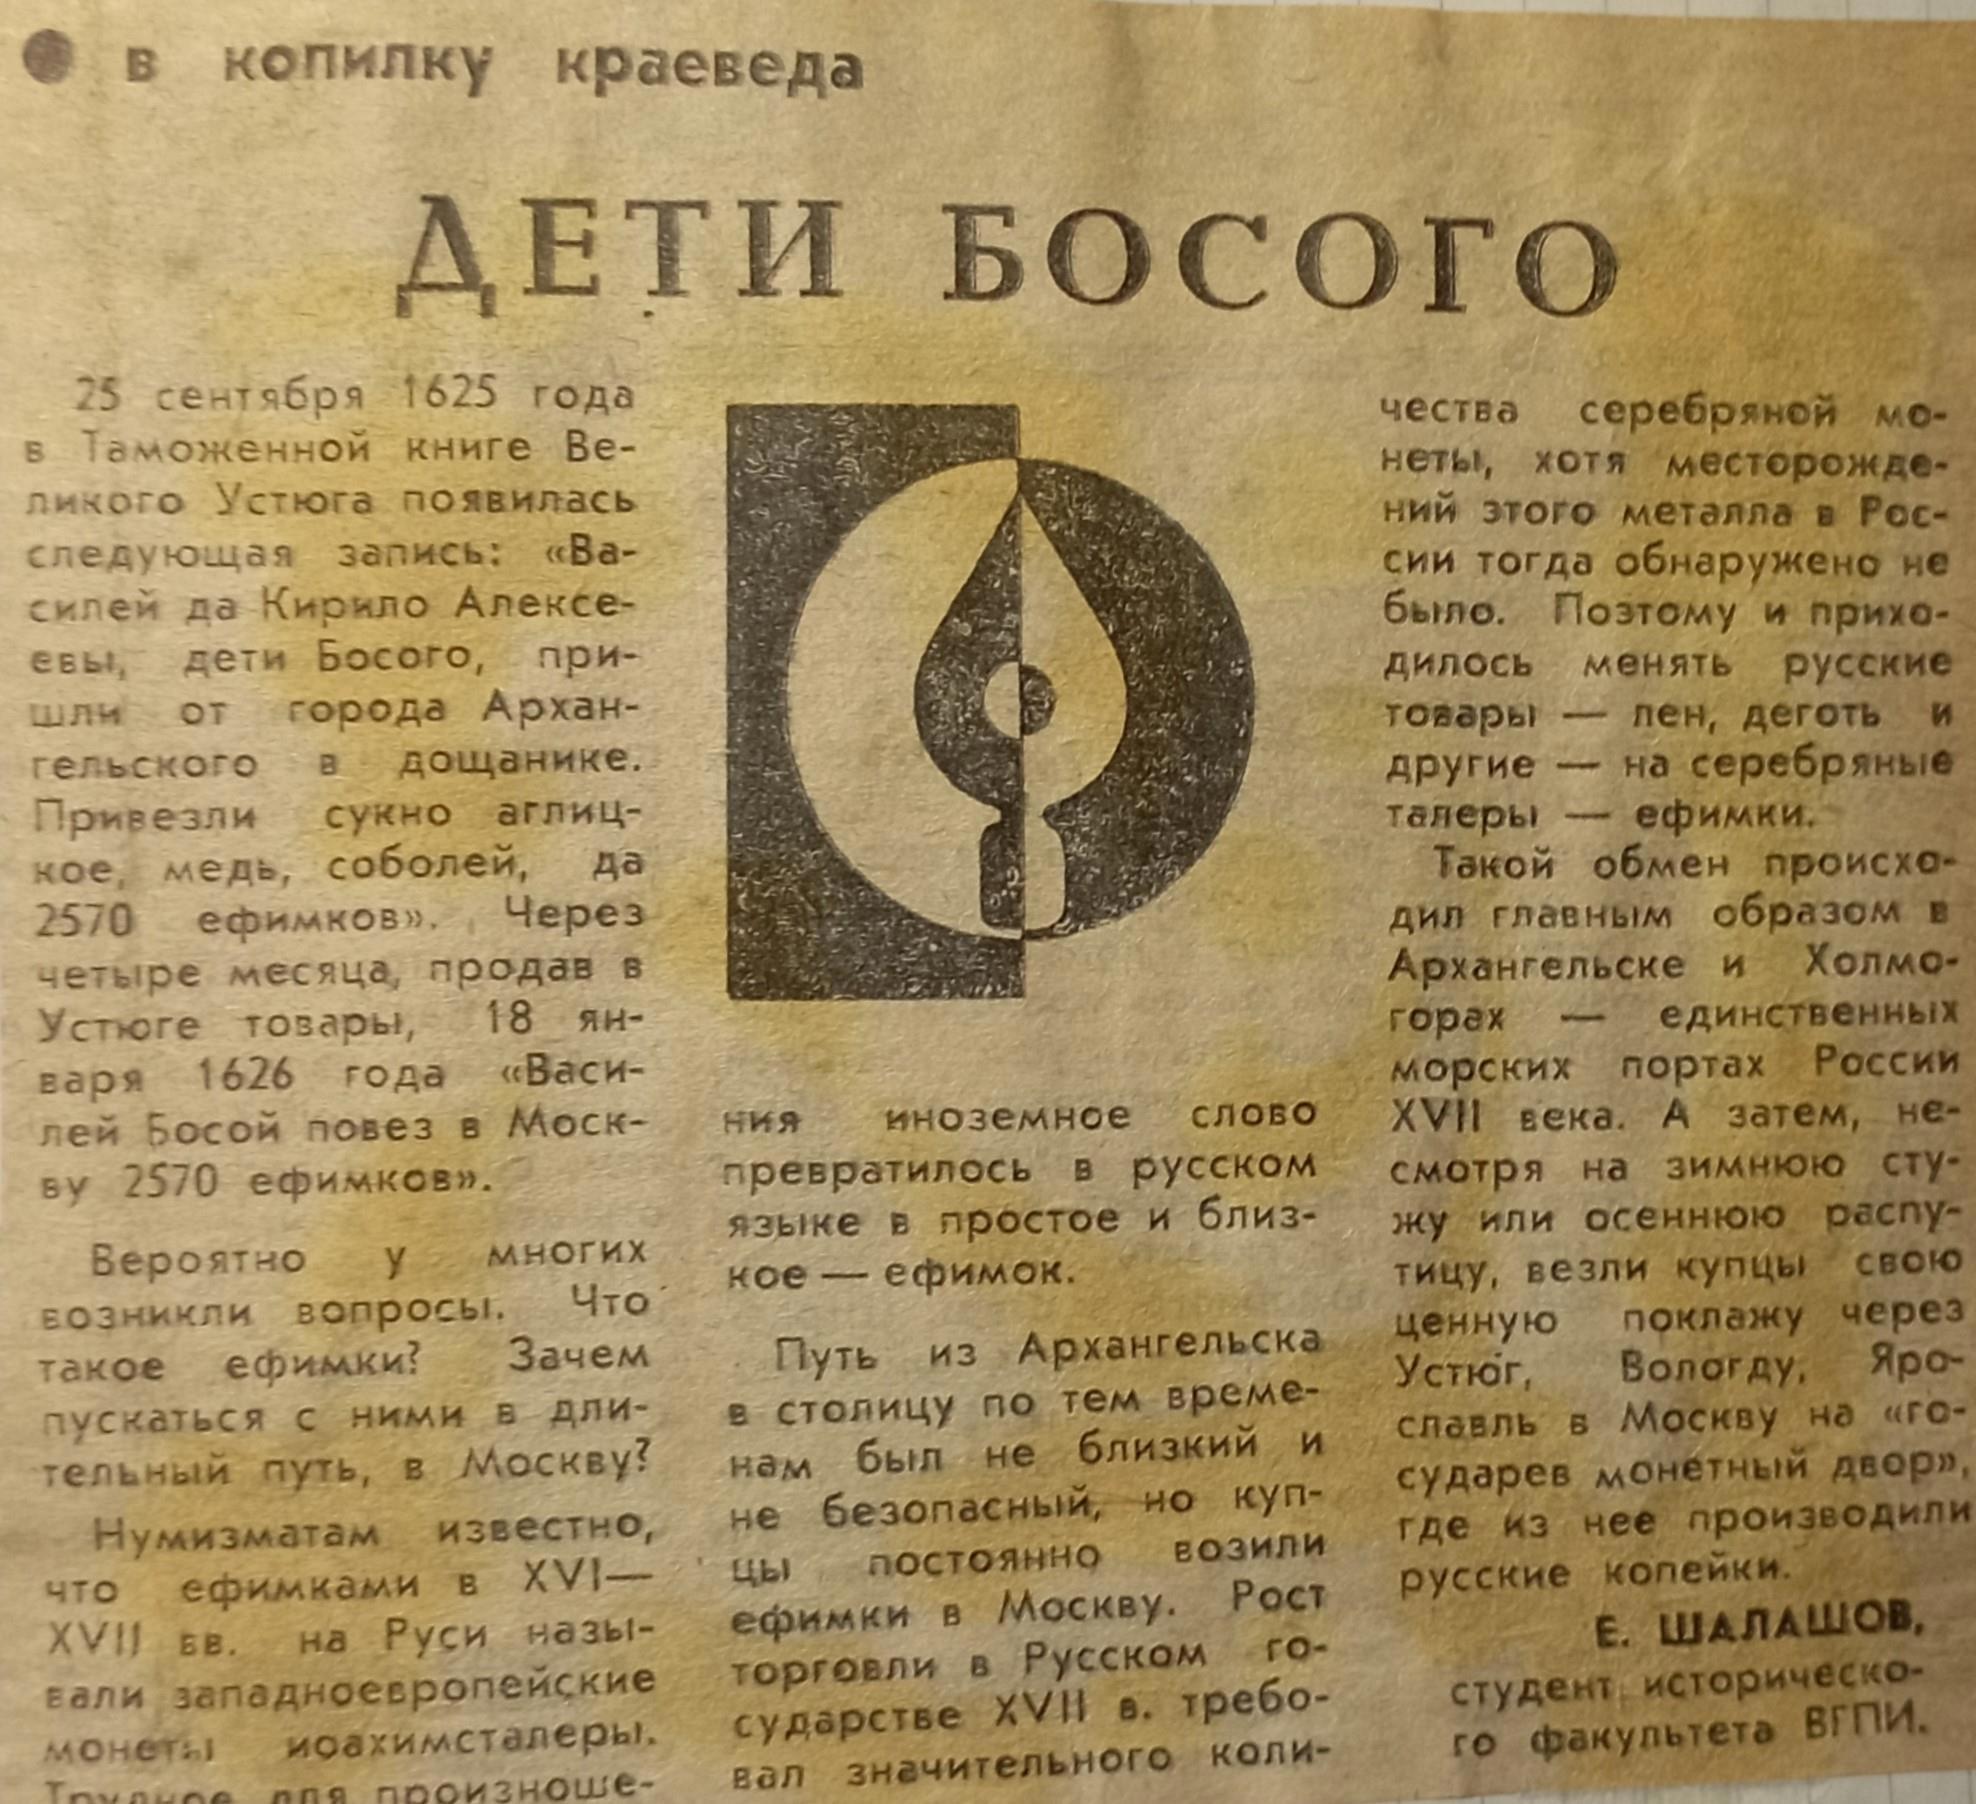 в копилку краеведа
ДЕТИ БОСОГО
25 сентября 1625 года
в Таможенной книге Ве-
ликого Устюга появилась
следующая запись: «Ва-
силей да Кирило Алексе-
евы, дети Босого, при-
шли от города Архан-
гельского в дощанике.
Привезли сукно аглиц-
кое, медь, соболей, да
2570 ефимков». Через
четыре месяца, продав в
Устюге товары, 18 ян-
варя 1626 года «Васи-
лей Босой повез в Моск-
ву 2570 ефимков».
Вероятно у многих
возникли вопросы. Что
такое ефимки? Зачем
пускаться с ними в дли-
тельный путь, в Москву?
Нумизматам известно,
что ефимками в XVI—
XVII вв. на Руси назы-
вали западноевропейские
монеты иоахимсталеры.
Трудное для произноше-
ния иноземное слово
превратилось в русском
языке в простое и близ-
кое — ефимок.
Путь из Архангельска
в столицу по тем време-
нам был не близкий и
не безопасный, но куп-
цы постоянно возили
ефимки в Москву. Рост
торговли в Русском го-
сударстве XVII в. требо-
вал значительного коли-
чества серебряной мо-
неты, хотя месторожде-
ний этого металла в Рос-
сии тогда обнаружено не
было. Поэтому и прихо-
дилось менять русские
товары — лен, деготь и
другие — на серебряные
талеры — ефимки.
Такой обмен происхо-
дил главным образом в
Архангельске и Холмо-
горах — единственных
морских портах России
XVII века. А затем, не-
смотря на зимнюю сту-
жу или осеннюю распу-
тицу, везли купцы свою
ценную поклажу через
Устюг, Вологду, Яро-
славль в Москву на «го-
сударев монетный двор»,
где из нее производили
русские копейки.
Е. ШАЛАШОВ,
студент историческо-
го факультета ВГПИ.